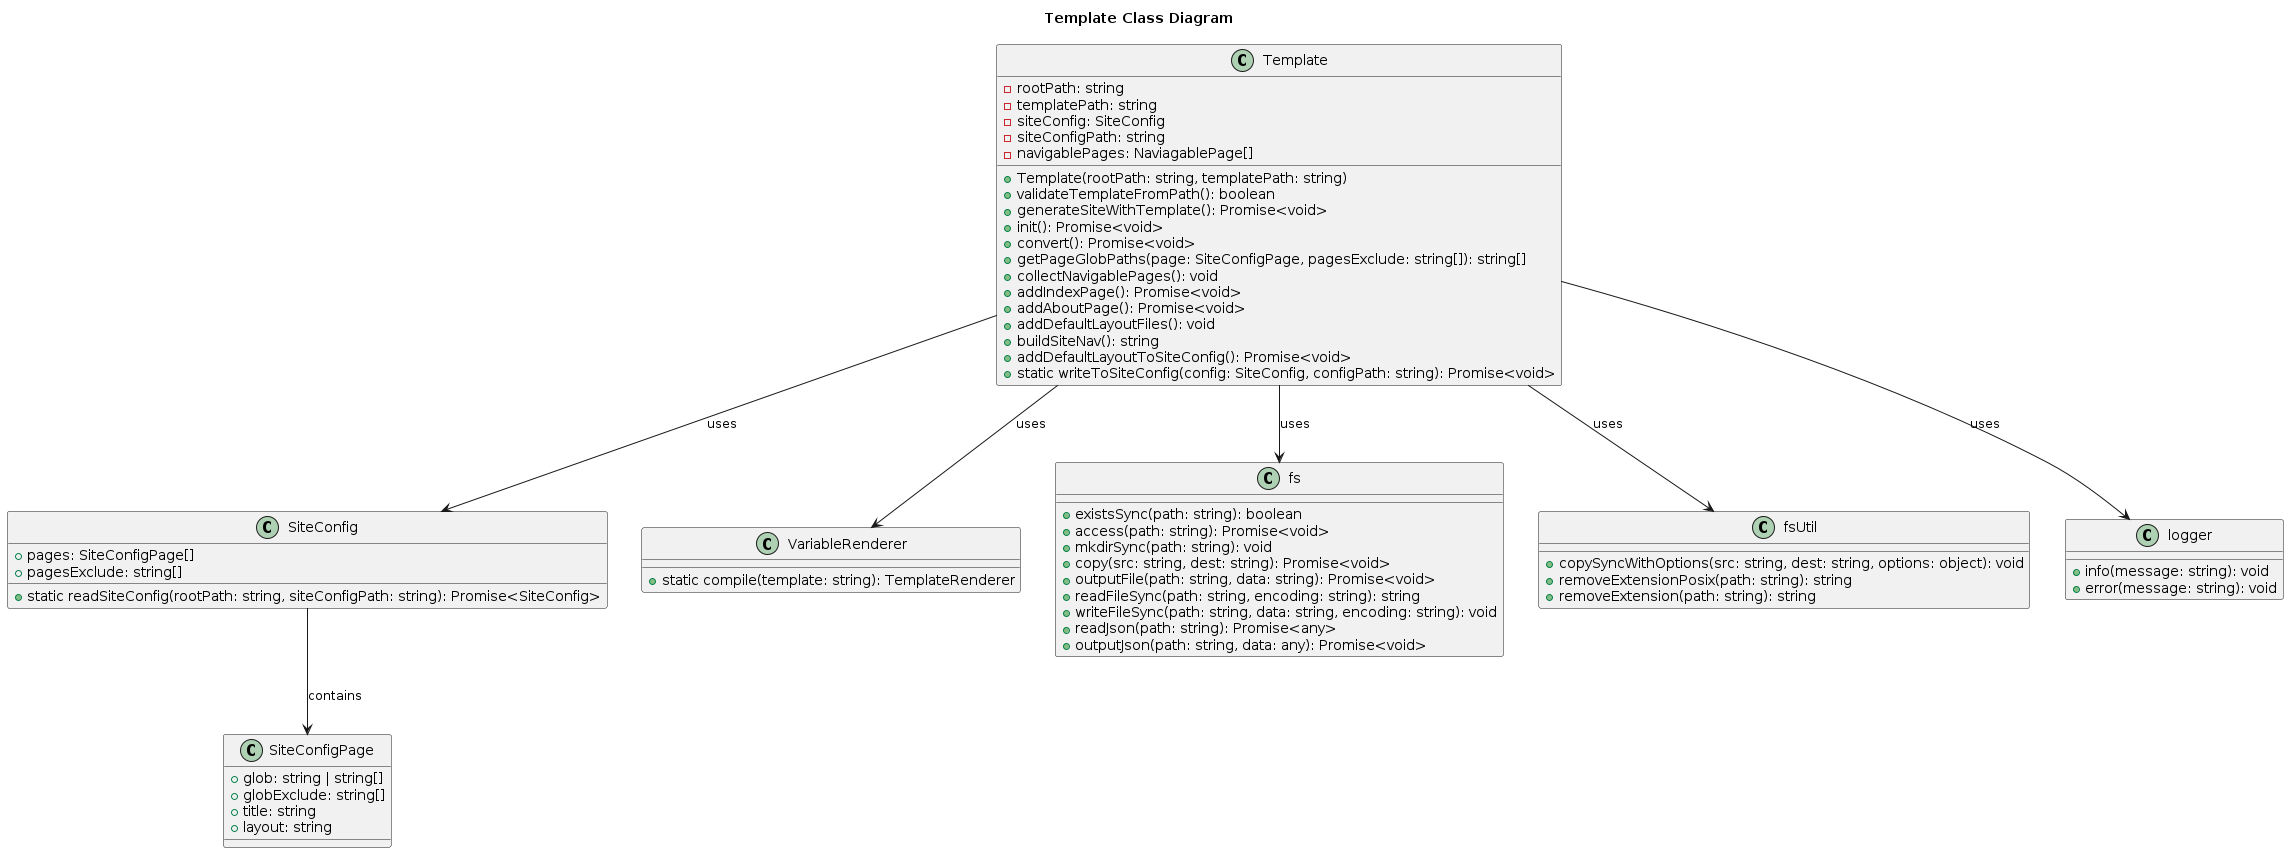 Template Class Diagram
C Template
rootPath: string
templatePath: string
siteConfig: SiteConfig
siteConfigPath: string
navigablePages: NaviagablePage[]
Template(rootPath: string, templatePath: string)
validateTemplateFromPath(): boolean
generateSiteWithTemplate(): Promise<void>
init(): Promise<void>
convert(): Promise<void>
getPageGlobPaths(page: SiteConfigPage, pagesExclude: string[]): string[]
collectNavigablePages(): void
addIndexPage(): Promise<void>
addAboutPage(): Promise<void>
addDefaultLayoutFiles(): void
buildSiteNav(): string
addDefaultLayoutToSiteConfig(): Promise<void>
static writeToSiteConfig(config: SiteConfig, configPath: string): Promise<void>
uses
uses
uses
uses
uses
C SiteConfig
pages: SiteConfigPage[]
pagesExclude: string[]
static readSiteConfig(rootPath: string, siteConfigPath: string): Promise<SiteConfig>
C VariableRenderer
static compile(template: string): TemplateRenderer
C fs
existsSync(path: string): boolean
access(path: string): Promise<void>
mkdirSync(path: string): void
copy(src: string, dest: string): Promise<void>
outputFile(path: string, data: string): Promise<void>
readFileSync(path: string, encoding: string): string
writeFileSync(path: string, data: string, encoding: string): void
readJson(path: string): Promise<any>
outputJson(path: string, data: any): Promise<void>
C fsUtil
copySyncWithOptions(src: string, dest: string, options: object): void
removeExtensionPosix(path: string): string
removeExtension(path: string): string
C logger
info(message: string): void
error(message: string): void
contains
C SiteConfigPage
glob: string | string[]
globExclude: string[]
title: string
layout: string